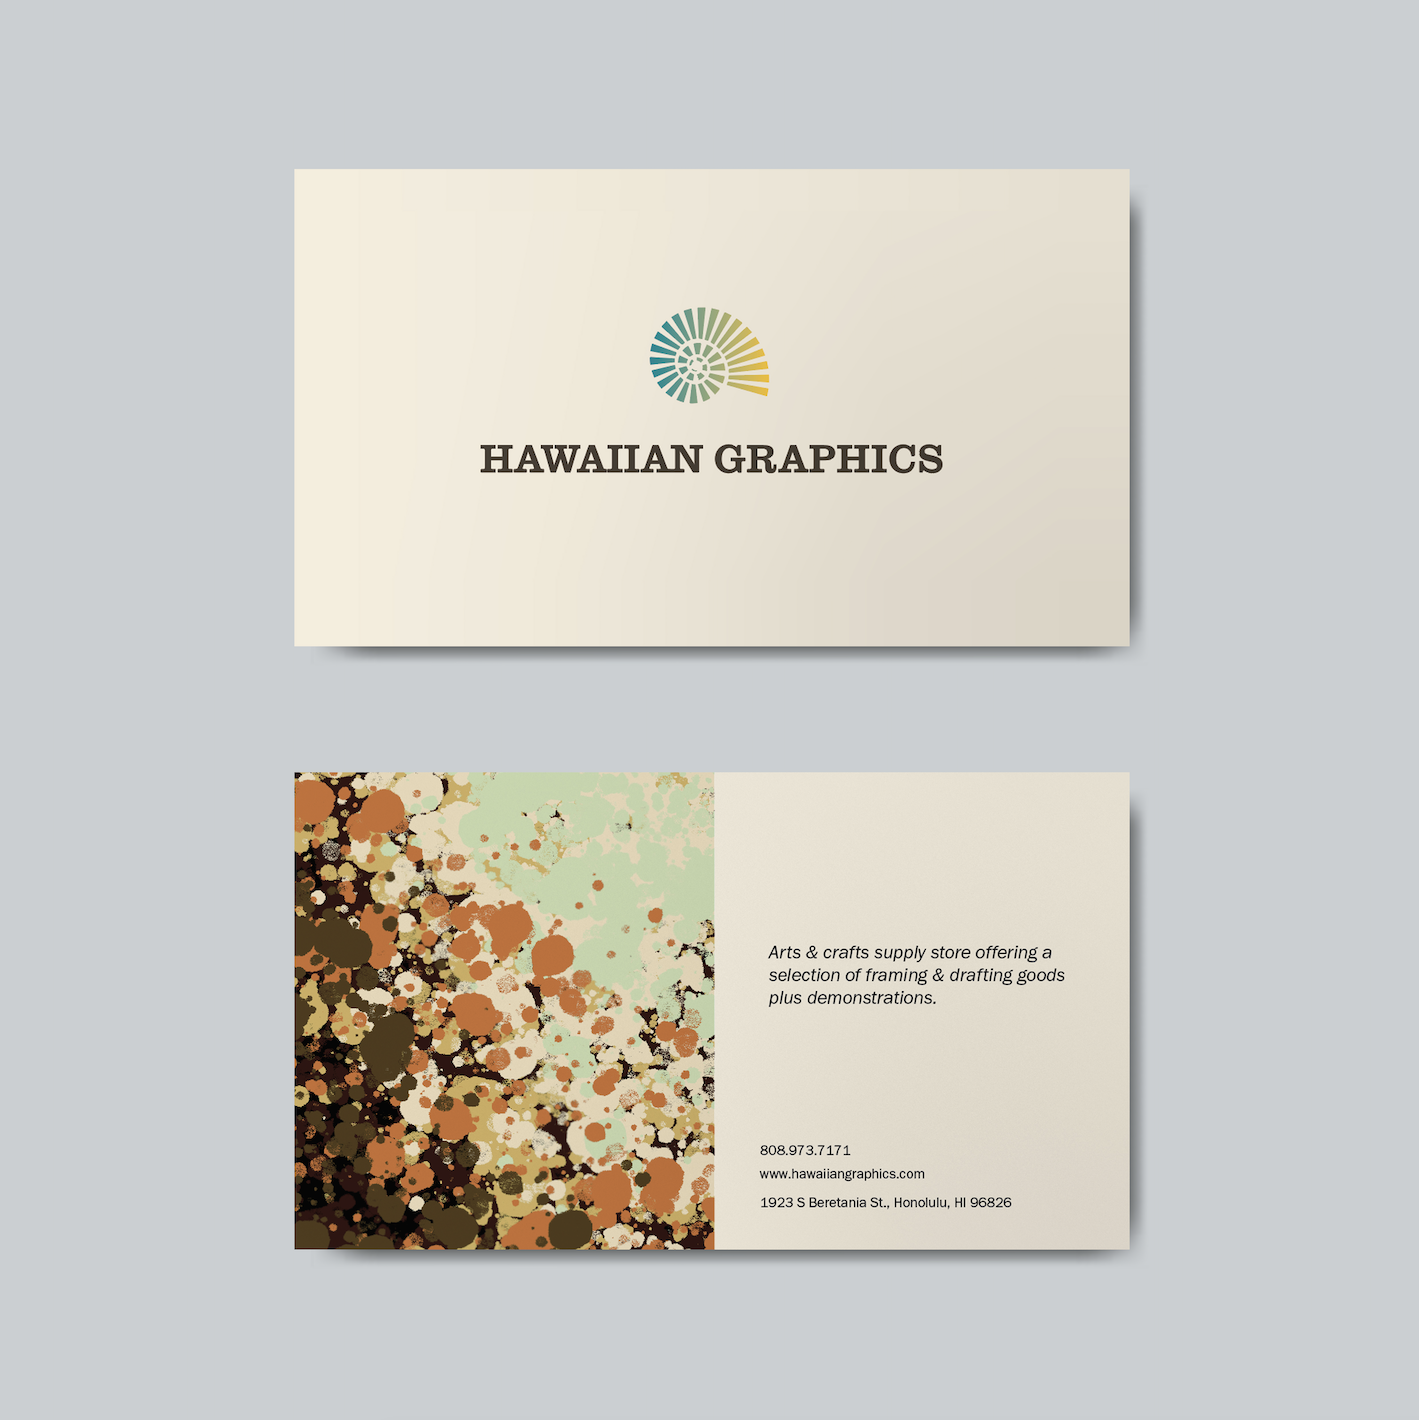 HAWAIIAN GRAPHICS
Arts & crafts supply store offering a
selection of framing & drafting goods
plus demonstrations.
808.973.7171
www.hawaiiangraphics.com
1923 S Beretania St., Honolulu, HI 96826